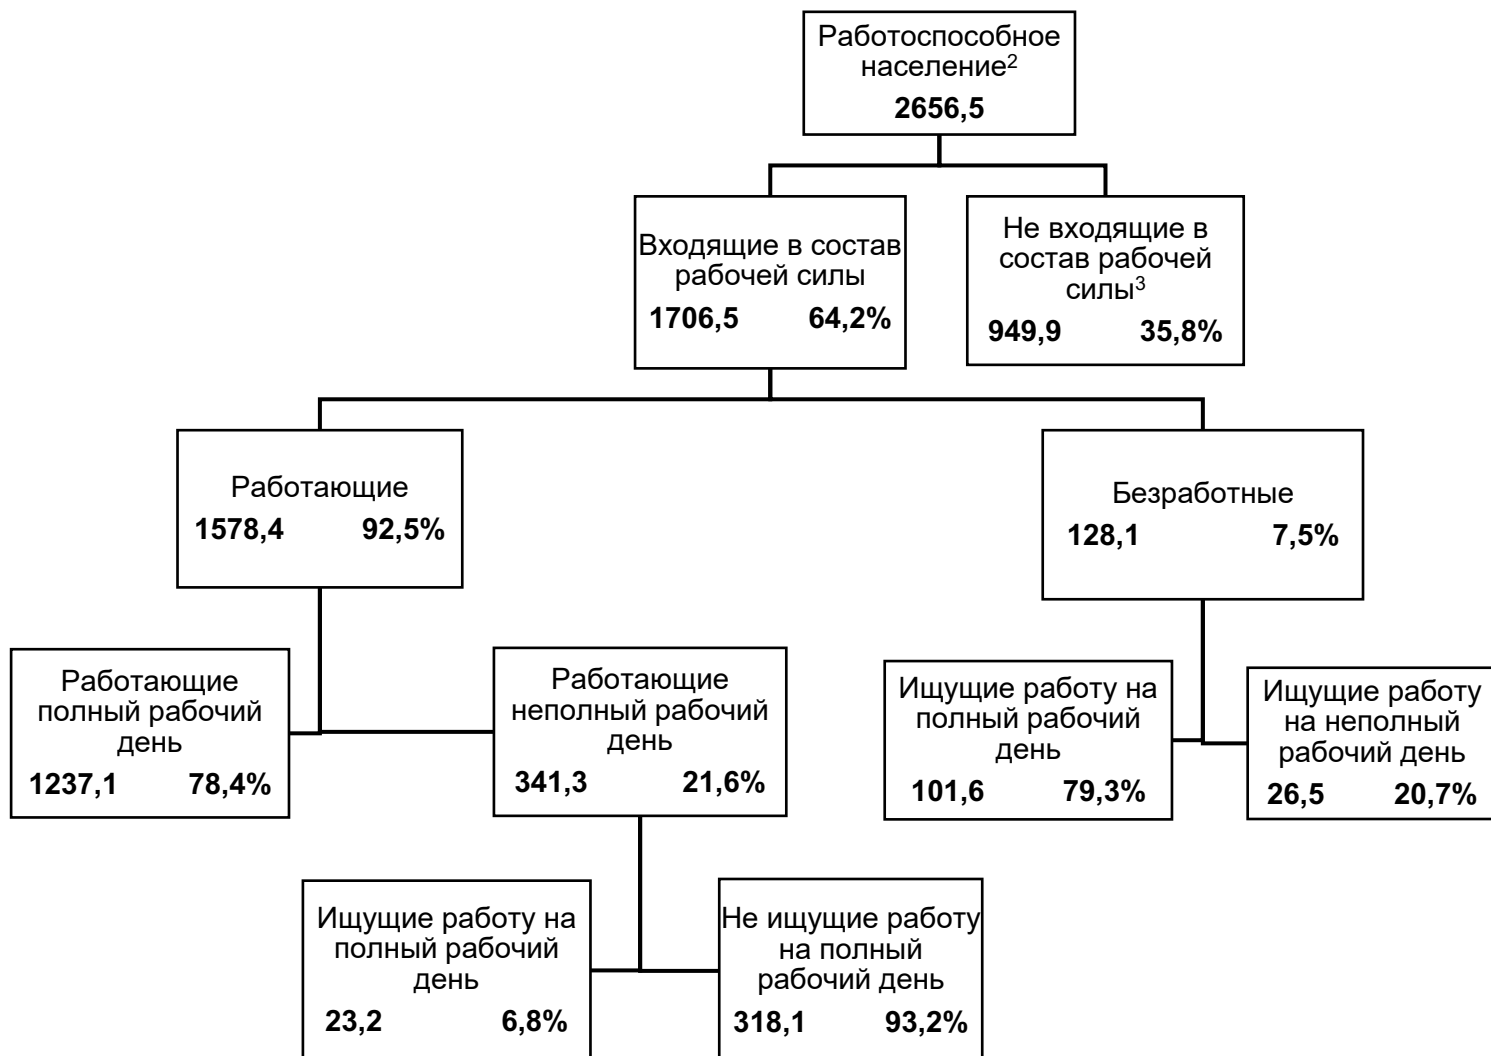 Работоспособное
население²
2656,5
Входящие в состав
рабочей силы
1706,5 64,2%
Не входящие в
состав рабочей
силы³
949,9 35,8%
Работающие
1578,4 92,5%
Безработные
128,1 7,5%
Работающие
полный рабочий
день
1237,1 78,4%
Работающие
неполный рабочий
день
341,3 21,6%
Ищущие работу на
полный рабочий
день
101,6 79,3%
Ищущие работу
на неполный
рабочий день
26,5 20,7%
Ищущие работу на
полный рабочий
день
23,2 6,8%
Не ищущие работу
на полный
рабочий день
318,1 93,2%